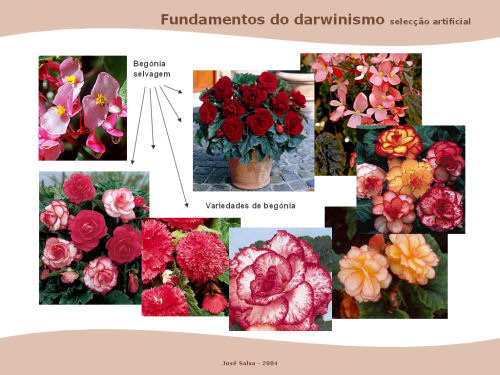 Fundamentos do darwinismo selecção artificial
Begónia
selvagem
Variedades de begónia
José Salsa - 2004